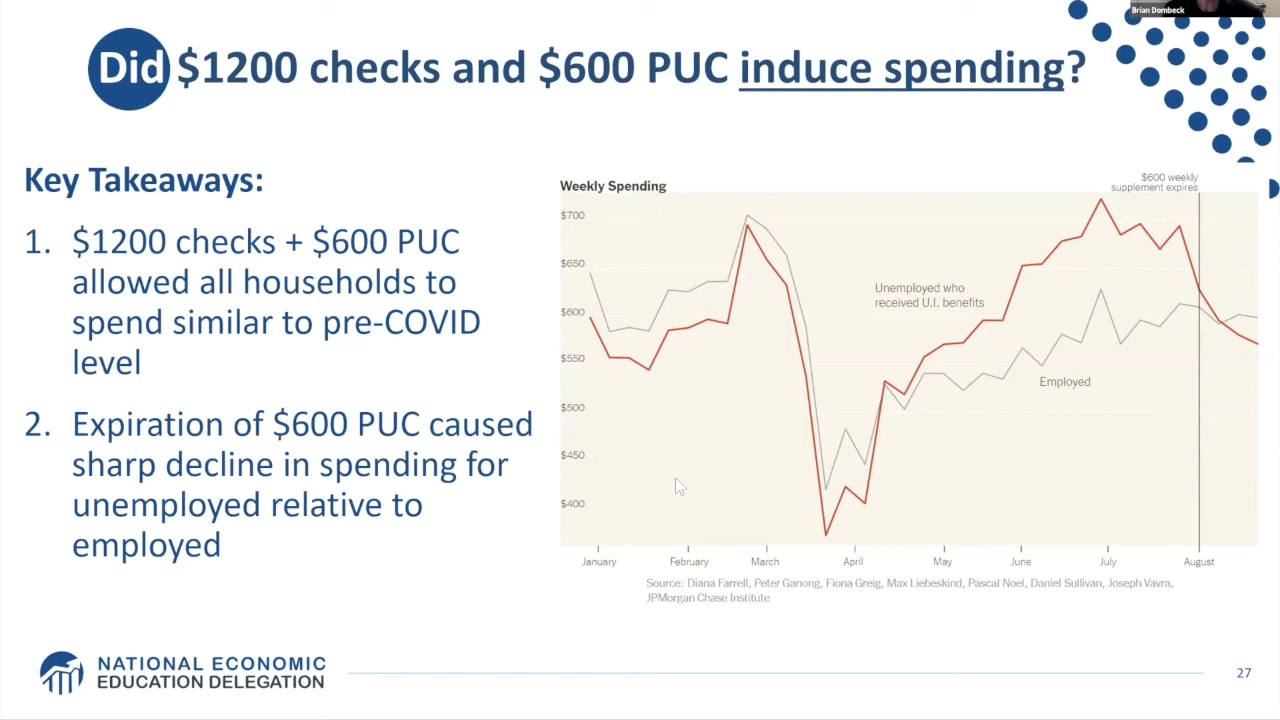 Brian Dombeck
Did $1200 checks and $600 PUC induce spending?
Key Takeaways:
1. $1200 checks + $600 PUC
allowed all households to
spend similar to pre-COVID
level
2. Expiration of $600 PUC caused
sharp decline in spending for
unemployed relative to
employed
Weekly Spending
$600 weekly
supplement expires
$700
$650
$600
$550
$500
$450
$400
Unemployed who
received U.I. benefits
Employed
January February March April May June July August
Source: Diana Farrell, Peter Ganong, Fiona Greig, Max Liebeskind, Pascal Noel, Daniel Sullivan, Joseph Vavra,
JPMorgan Chase Institute
NATIONAL ECONOMIC
EDUCATION DELEGATION
27